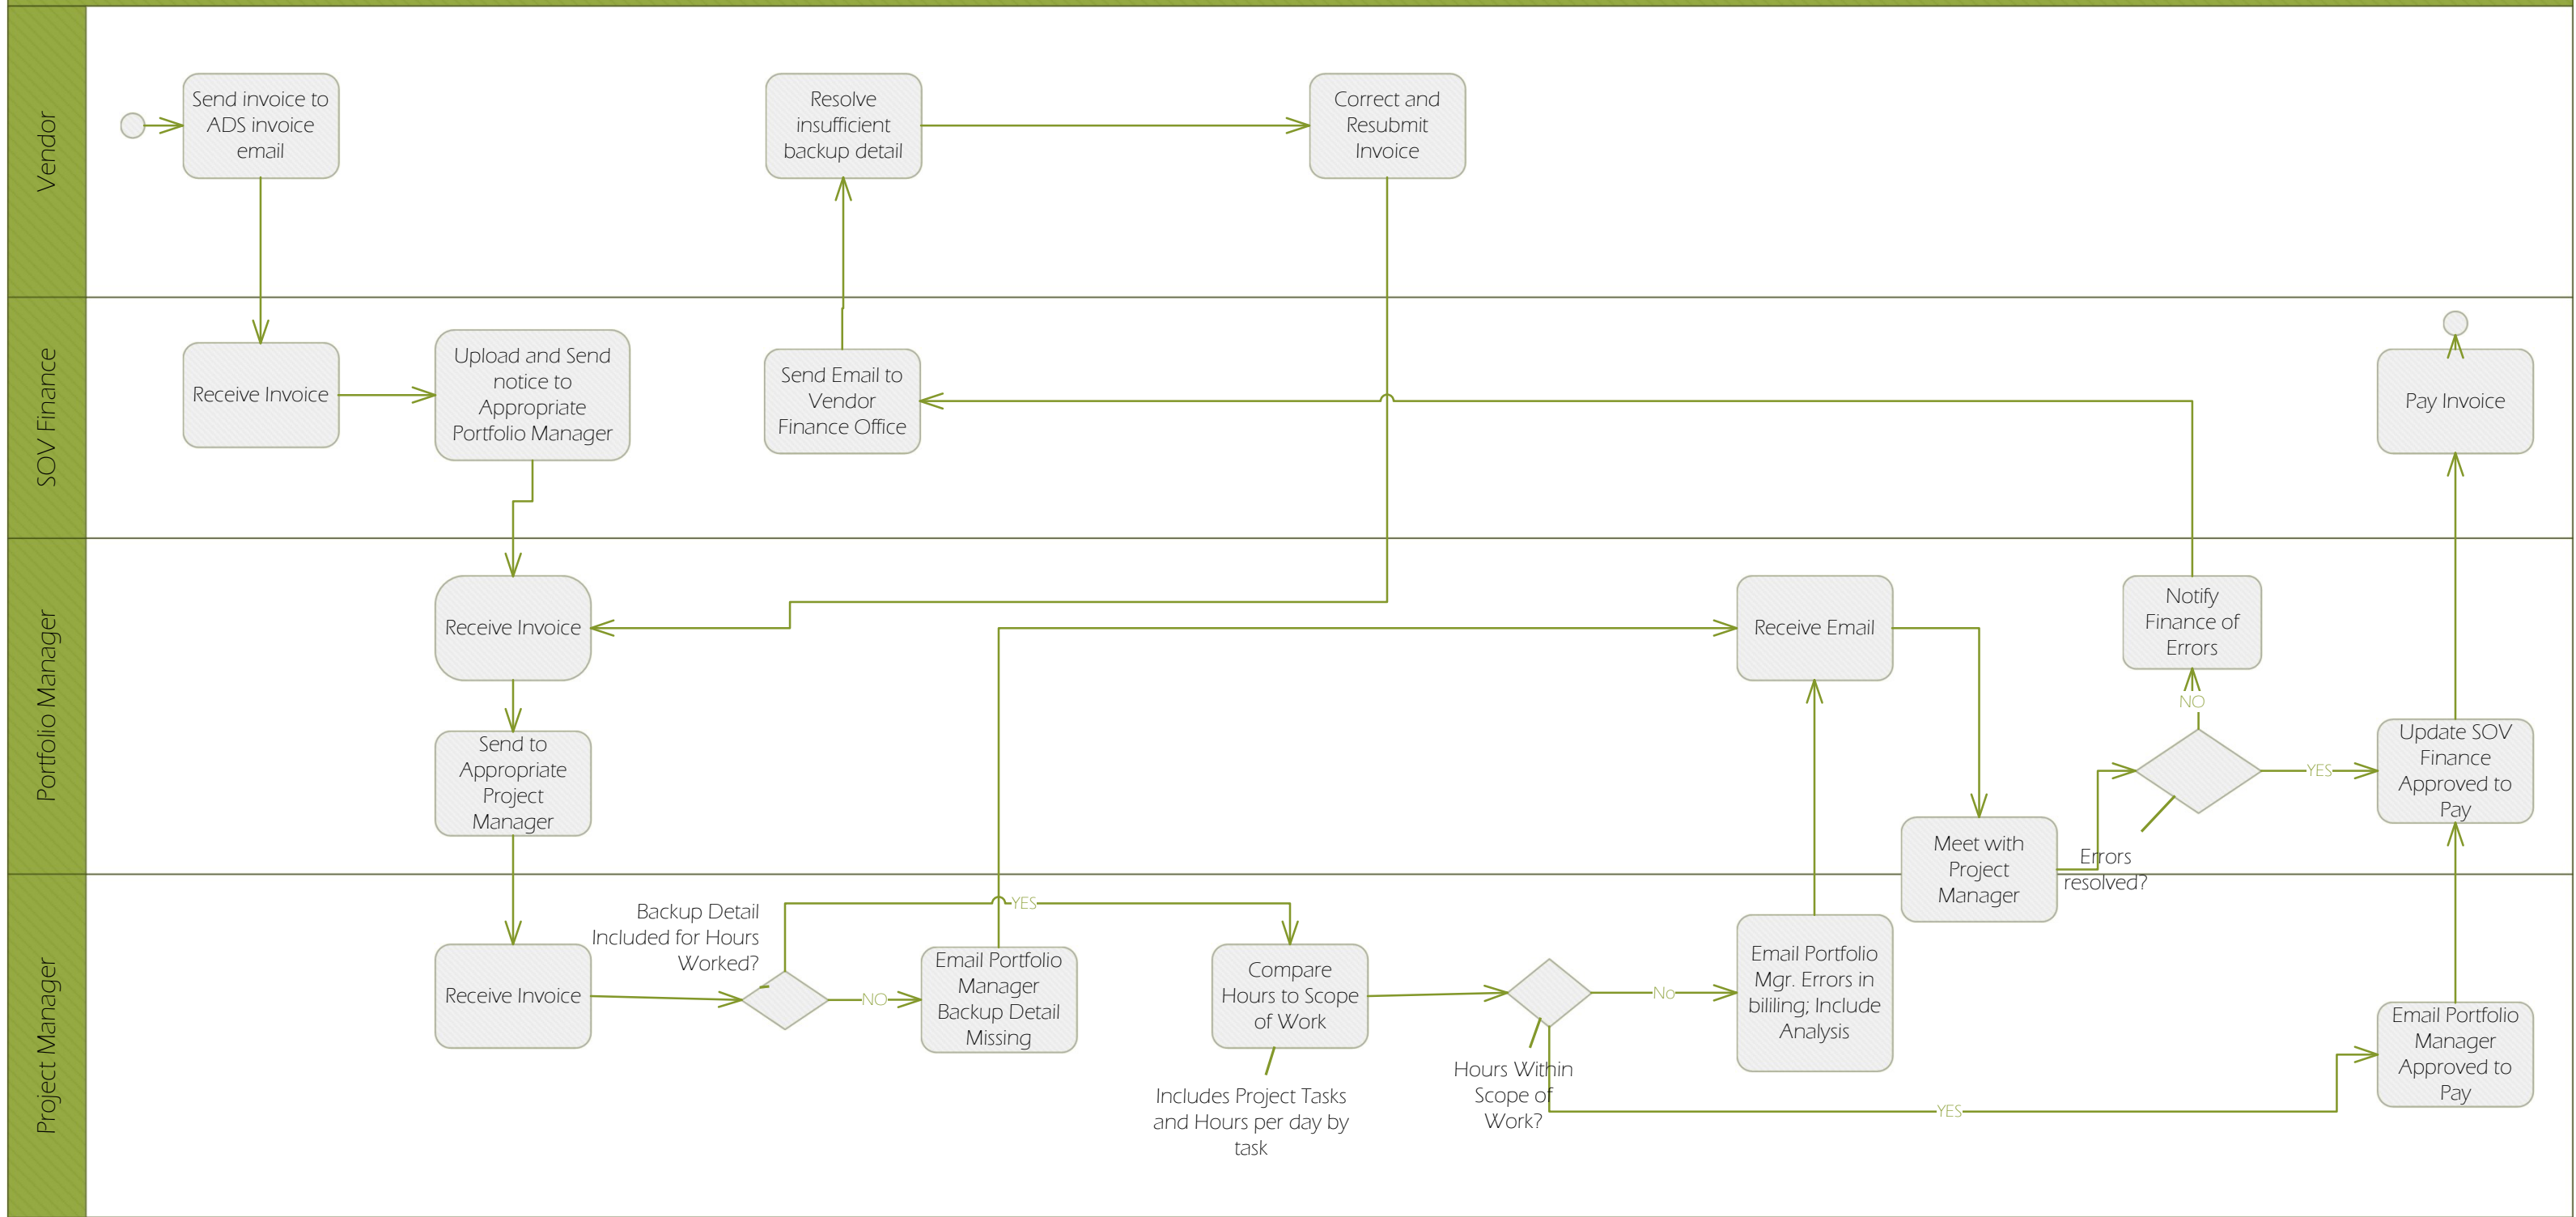 Vendor
Send invoice to
ADS invoice
email
Resolve
insufficient
backup detail
Correct and
Resubmit
Invoice
SOV Finance
Receive Invoice
Upload and Send
notice to
Appropriate
Portfolio Manager
Send Email to
Vendor
Finance Office
Pay Invoice
Portfolio Manager
Receive Invoice
Send to
Appropriate
Project
Manager
Receive Email
Meet with
Project
Manager
Errors
resolved?
NO
Notify
Finance of
Errors
YES
Update SOV
Finance
Approved to
Pay
Project Manager
Receive Invoice
Backup Detail
Included for Hours
Worked?
NO
Email Portfolio
Manager
Backup Detail
Missing
YES
Compare
Hours to Scope
of Work
Includes Project Tasks
and Hours per day by
task
Hours Within
Scope of
Work?
No
Email Portfolio
Mgr. Errors in
bililing; Include
Analysis
YES
Email Portfolio
Manager
Approved to
Pay